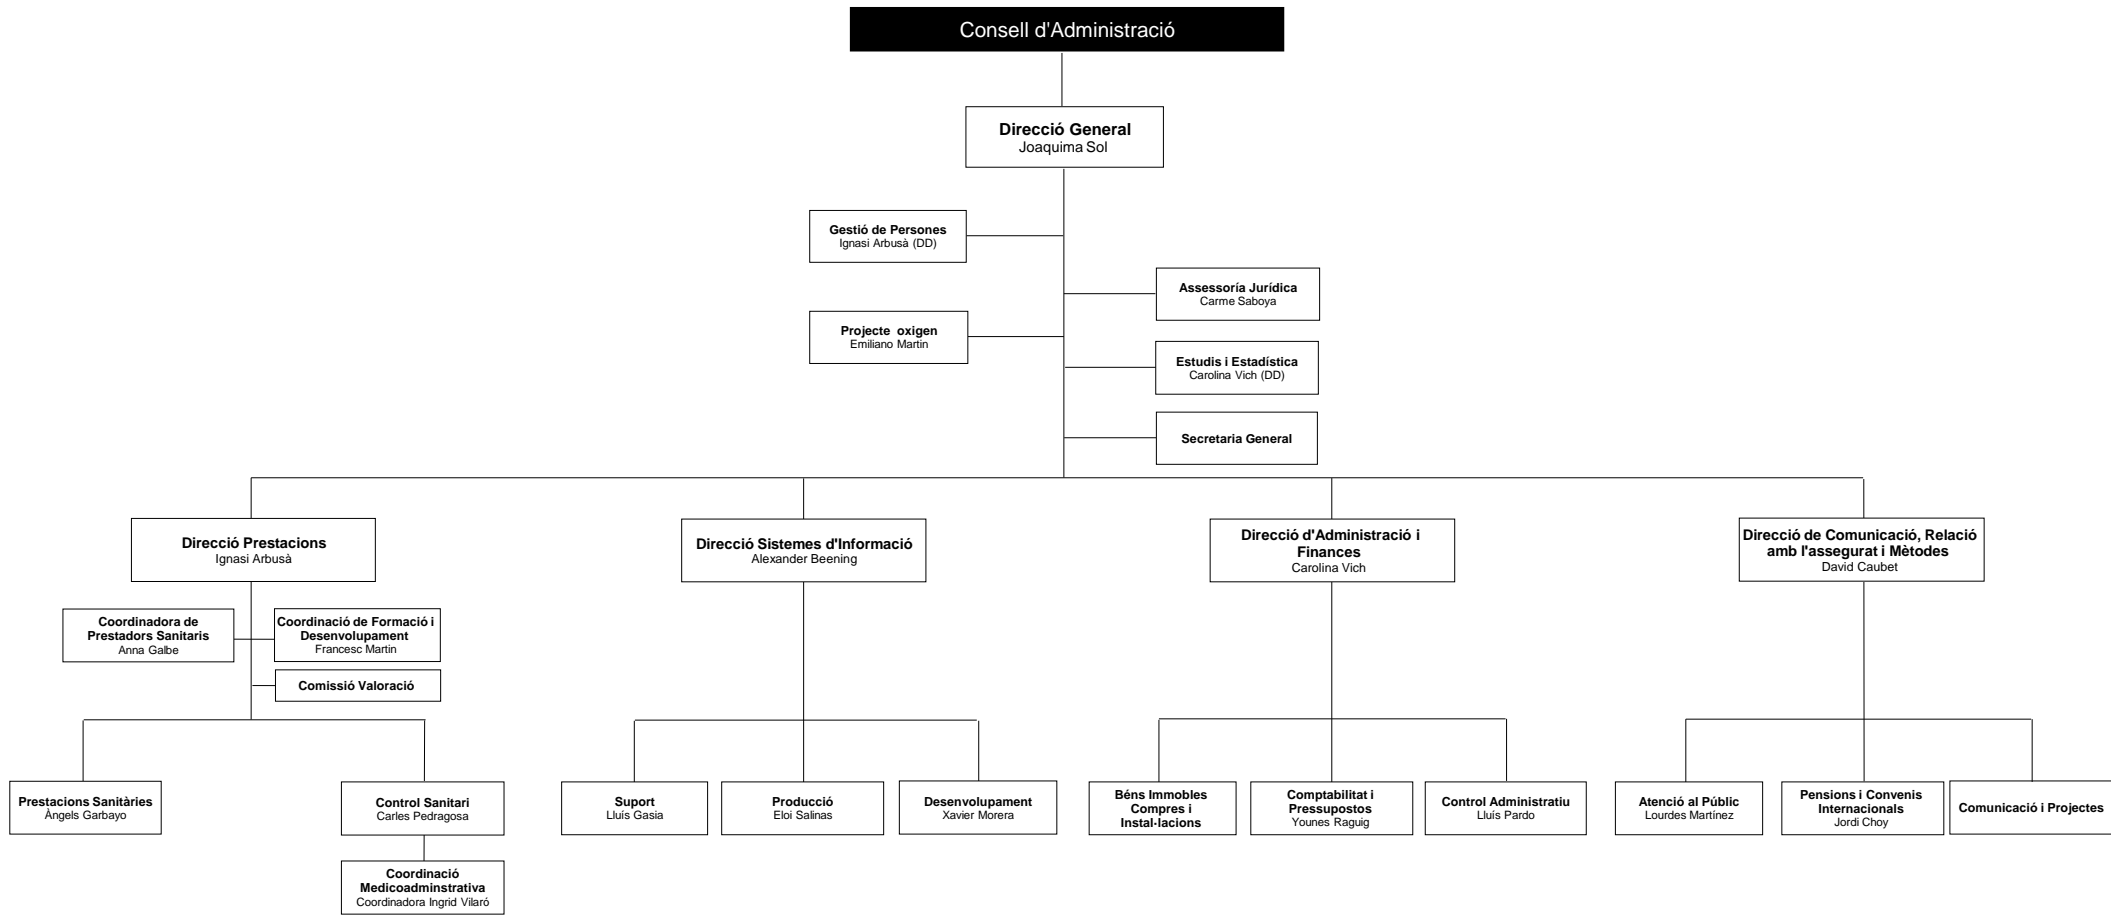 Consell d'Administració
Direcció General
Joaquima Sol
Gestió de Persones
Ignasi Arbusà (DD)
Assessoría Jurídica
Carme Saboya
Projecte oxigen
Emiliano Martin
Estudis i Estadística
Carolina Vich (DD)
Secretaria General
Direcció Prestacions
Ignasi Arbusà
Direcció Sistemes d'Informació
Alexander Beening
Direcció d'Administració i
Finances
Carolina Vich
Direcció de Comunicació, Relació
amb l'assegurat i Mètodes
David Caubet
Coordinadora de
Prestadors Sanitaris
Anna Galbe
Coordinació de Formació i
Desenvolupament
Francesc Martin
Comissió Valoració
Prestacions Sanitàries
Àngels Garbayo
Control Sanitari
Carles Pedragosa
Suport
Lluís Gasia
Producció
Eloi Salinas
Desenvolupament
Xavier Morera
Béns Immobles
Compres i
Instal·lacions
Comptabilitat i
Pressupostos
Younes Raguig
Control Administratiu
Lluís Pardo
Atenció al Públic
Lourdes Martínez
Pensions i Convenis
Internacionals
Jordi Choy
Comunicació i Projectes
Coordinació
Medicoadminstrativa
Coordinadora Ingrid Vilaró